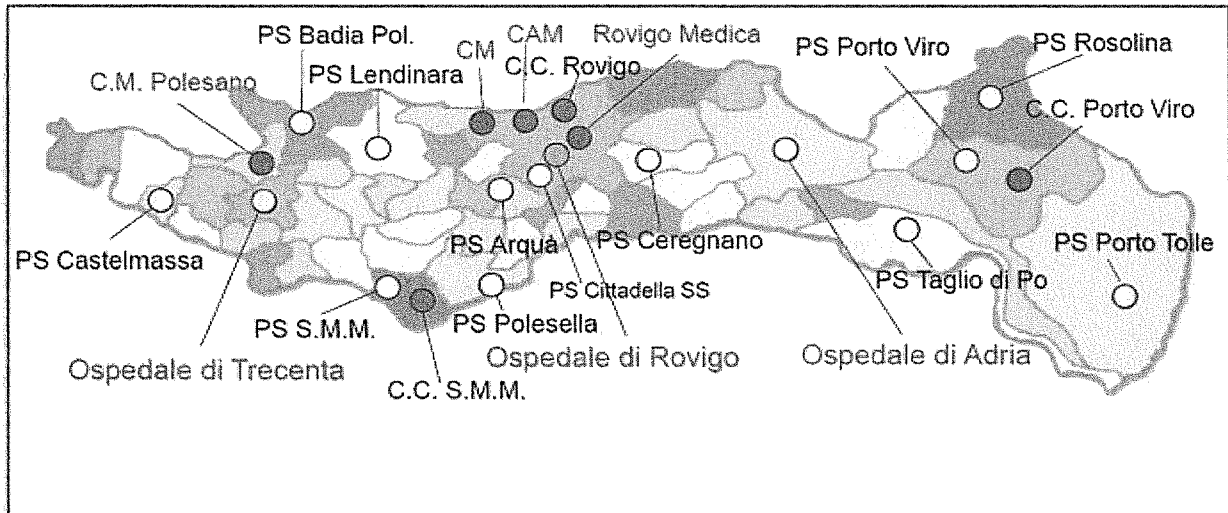 PS Badia Pol.
CM
CAM
Rovigo Medica
PS Porto Viro
PS Rosolina
C.M. Polesano
PS Lendinara
C.C. Rovigo
C.C. Porto Viro
PS Castelmassa
PS Arquà
PS Ceregnano
PS Porto Tolle
PS S.M.M.
PS Polesella
PS Cittadella SS
PS Taglio di Po
Ospedale di Trecenta
Ospedale di Rovigo
Ospedale di Adria
C.C. S.M.M.